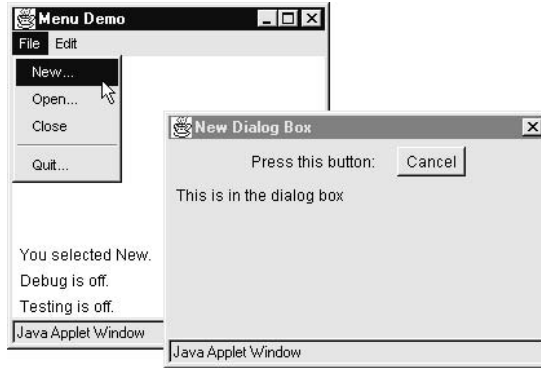 Menu Demo
File Edit
New...
Open...
Close
Quit...
You selected New.
Debug is off.
Testing is off.
Java Applet Window
New Dialog Box
Press this button: Cancel
This is in the dialog box
Java Applet Window